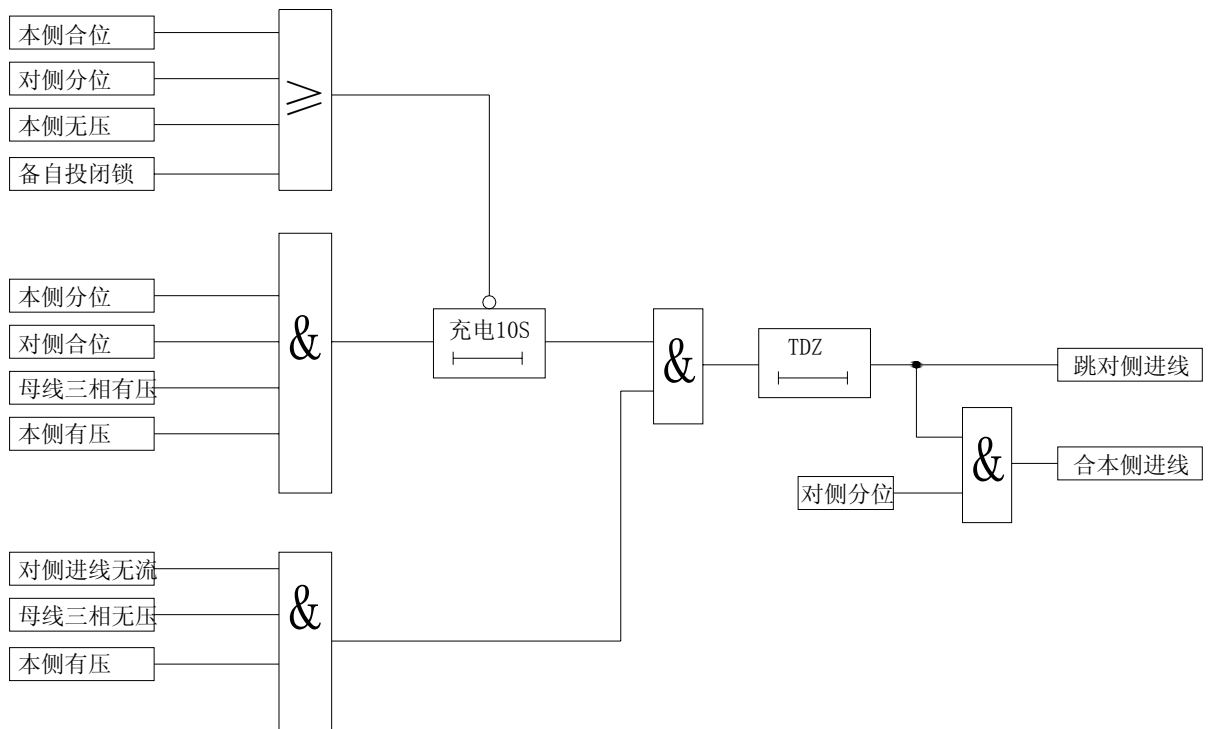 本侧合位
对侧分位
本侧无压
备自投闭锁
≥
本侧分位
对侧合位
母线三相有压
本侧有压
&
充电10S
&
TDZ
跳对侧进线
&
合本侧进线
对侧分位
对侧进线无流
母线三相无压
本侧有压
&